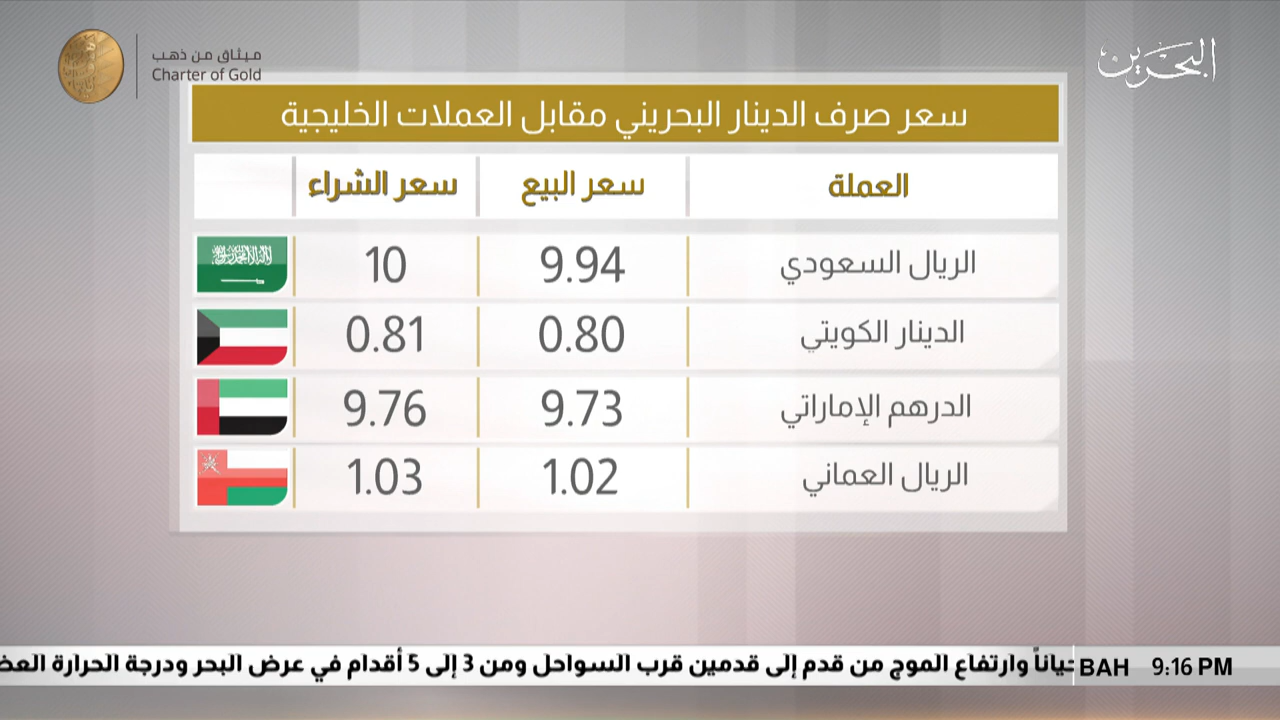 ميثاق من ذهب
Charter of Gold
البحرين
سعر صرف الدينار البحريني مقابل العملات الخليجية
العملة سعر البيع سعر الشراء
الريال السعودي 9.94 10
الدينار الكويتي 0.80 0.81
الدرهم الإماراتي 9.73 9.76
الريال العماني 1.02 1.03
وارتفاع الموج من قدم إلى قدمين قرب السواحل ومن 3 إلى 5 أقدام في عرض البحر ودرجة الحرارة
BAH 9:16 PM